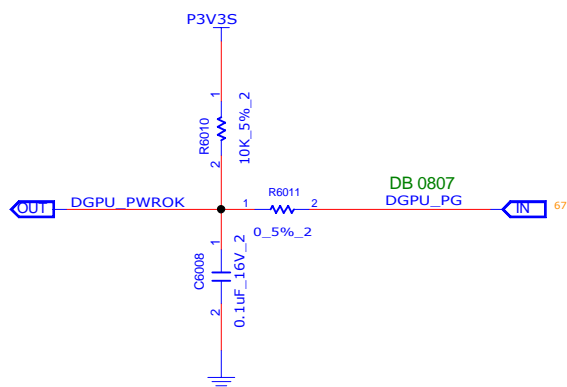 P3V3S
1
R6010
10K_5%_2
2
DB 0807
OUT
DGPU_PWROK
1
R6011
2
DGPU_PG
IN
67
0_5%_2
1
C6008
0.1uF_16V_2
2